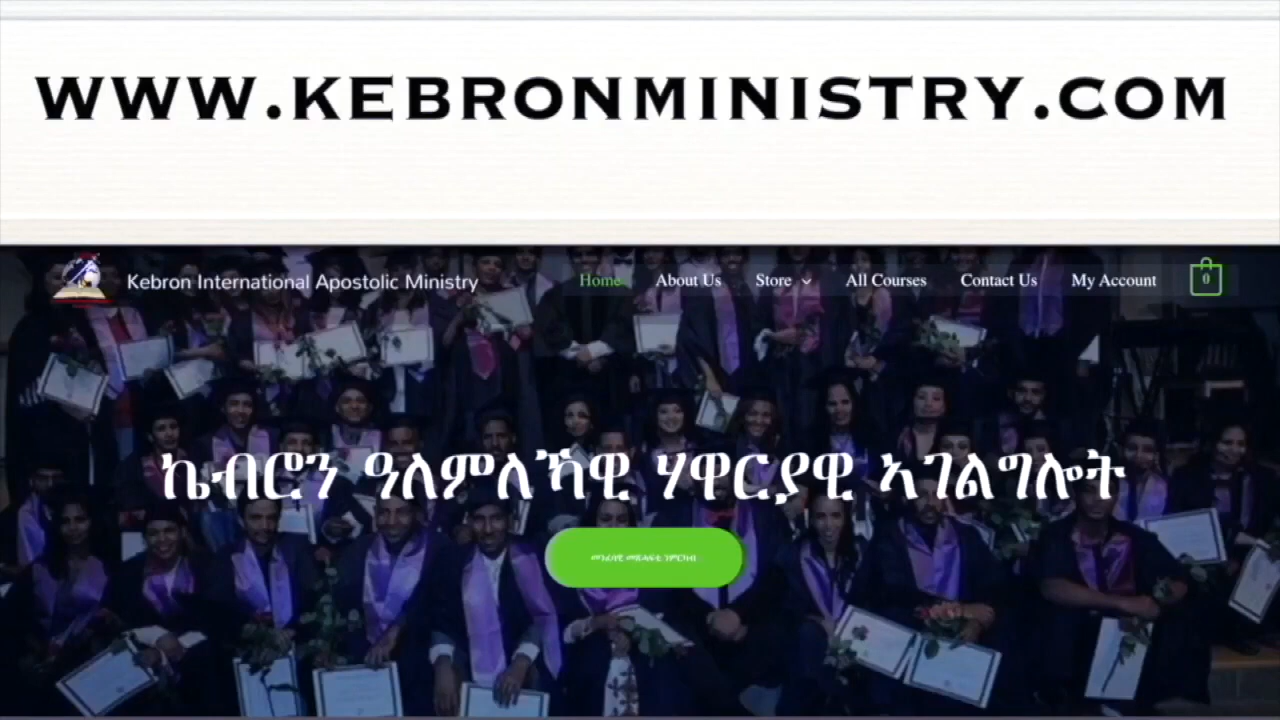 WWW.KEBRONMINISTRY.COM
Kebron International Apostolic Ministry
Home About Us Store All Courses Contact Us My Account 0
ኬብሮን ዓለምለኻዊ ሃዋርያዊ ኣገልግሎት